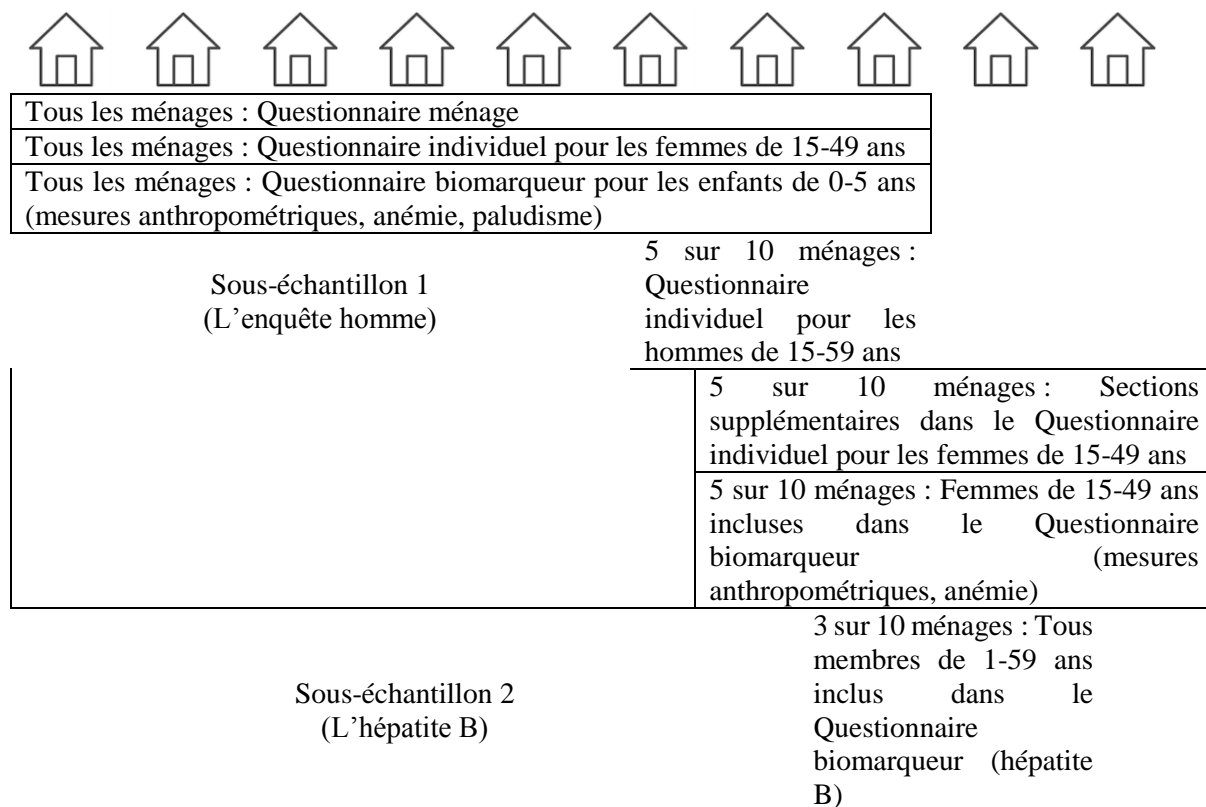 Tous les ménages : Questionnaire ménage
Tous les ménages : Questionnaire individuel pour les femmes de 15-49 ans
Tous les ménages : Questionnaire biomarqueur pour les enfants de 0-5 ans
(mesures anthropométriques, anémie, paludisme)
Sous-échantillon 1
(L’enquête homme)
5 sur 10 ménages :
Questionnaire
individuel pour les
hommes de 15-59 ans
5 sur 10 ménages : Sections
supplémentaires dans le Questionnaire
individuel pour les femmes de 15-49 ans
5 sur 10 ménages : Femmes de 15-49 ans
incluses dans le Questionnaire
biomarqueur (mesures
anthropométriques, anémie)
Sous-échantillon 2
(L’hépatite B)
3 sur 10 ménages : Tous
membres de 1-59 ans
inclus dans le
Questionnaire
biomarqueur (hépatite
B)